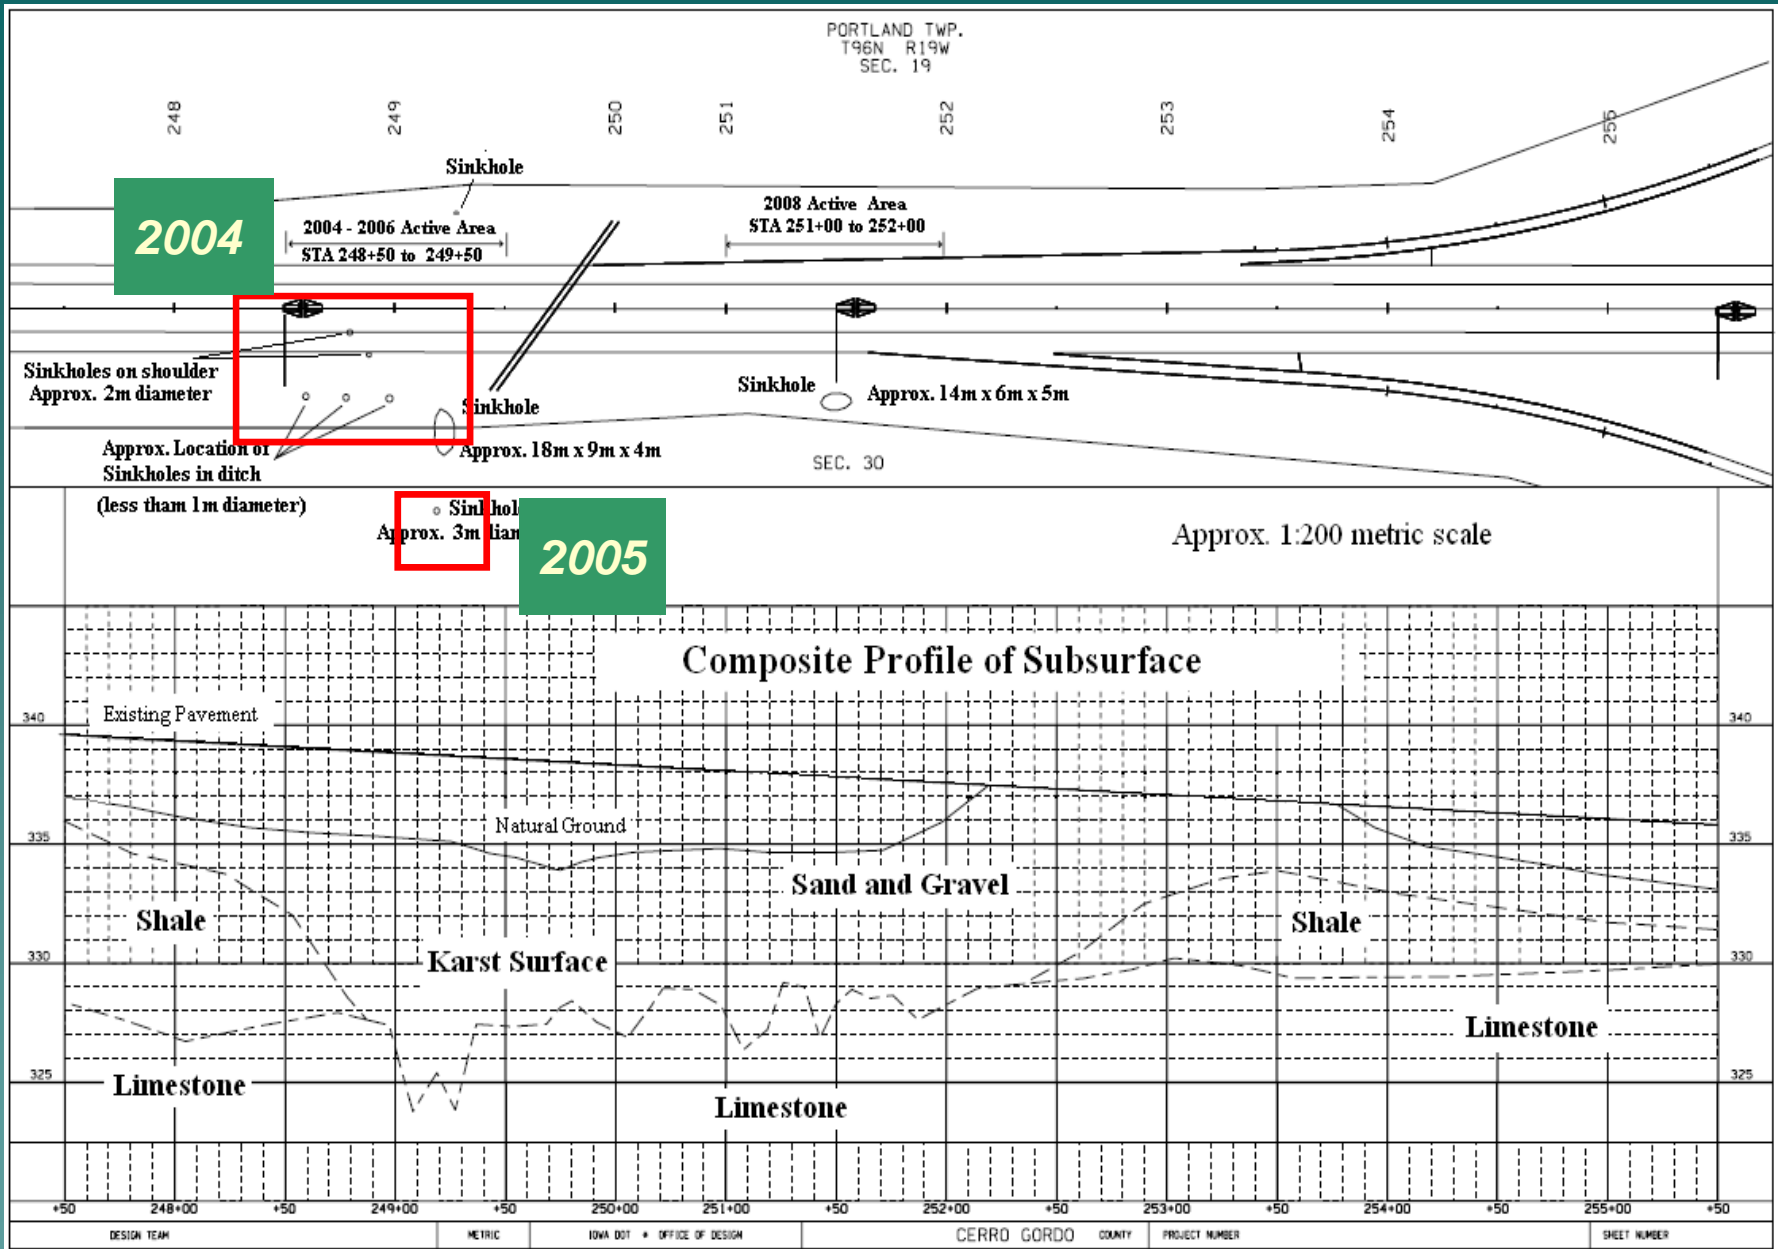 PORTLAND TWP.
T96N R19W
SEC. 19
248
249
250
251
252
253
254
255
Sinkhole
2004
2004 - 2006 Active Area
STA 248+50 to 249+50
2008 Active Area
STA 251+00 to 252+00
Sinkholes on shoulder
Approx. 2m diameter
Sinkhole
Approx. 14m x 6m x 5m
Sinkhole
Approx. 18m x 9m x 4m
Approx. Location of
Sinkholes in ditch
(less tham 1m diameter)
SEC. 30
Sinkhol
Approx. 3m diam
2005
Approx. 1:200 metric scale
Composite Profile of Subsurface
Existing Pavement
340
340
Natural Ground
335
335
Sand and Gravel
Shale
Shale
Karst Surface
330
330
Limestone
325
325
Limestone
Limestone
+50 248+00 +50 249+00 +50 250+00 251+00 +50 252+00 +50 253+00 +50 254+00 +50 255+00 +50
DESIGN TEAM METRIC IOWA DOT * OFFICE OF DESIGN CERRO GORDO COUNTY PROJECT NUMBER SHEET NUMBER